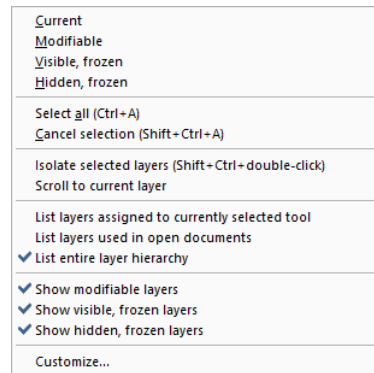 Current
Modifiable
Visible, frozen
Hidden, frozen
Select all (Ctrl+A)
Cancel selection (Shift+Ctrl+A)
Isolate selected layers (Shift+Ctrl+double-click)
Scroll to current layer
List layers assigned to currently selected tool
List layers used in open documents
List entire layer hierarchy
Show modifiable layers
Show visible, frozen layers
Show hidden, frozen layers
Customize...